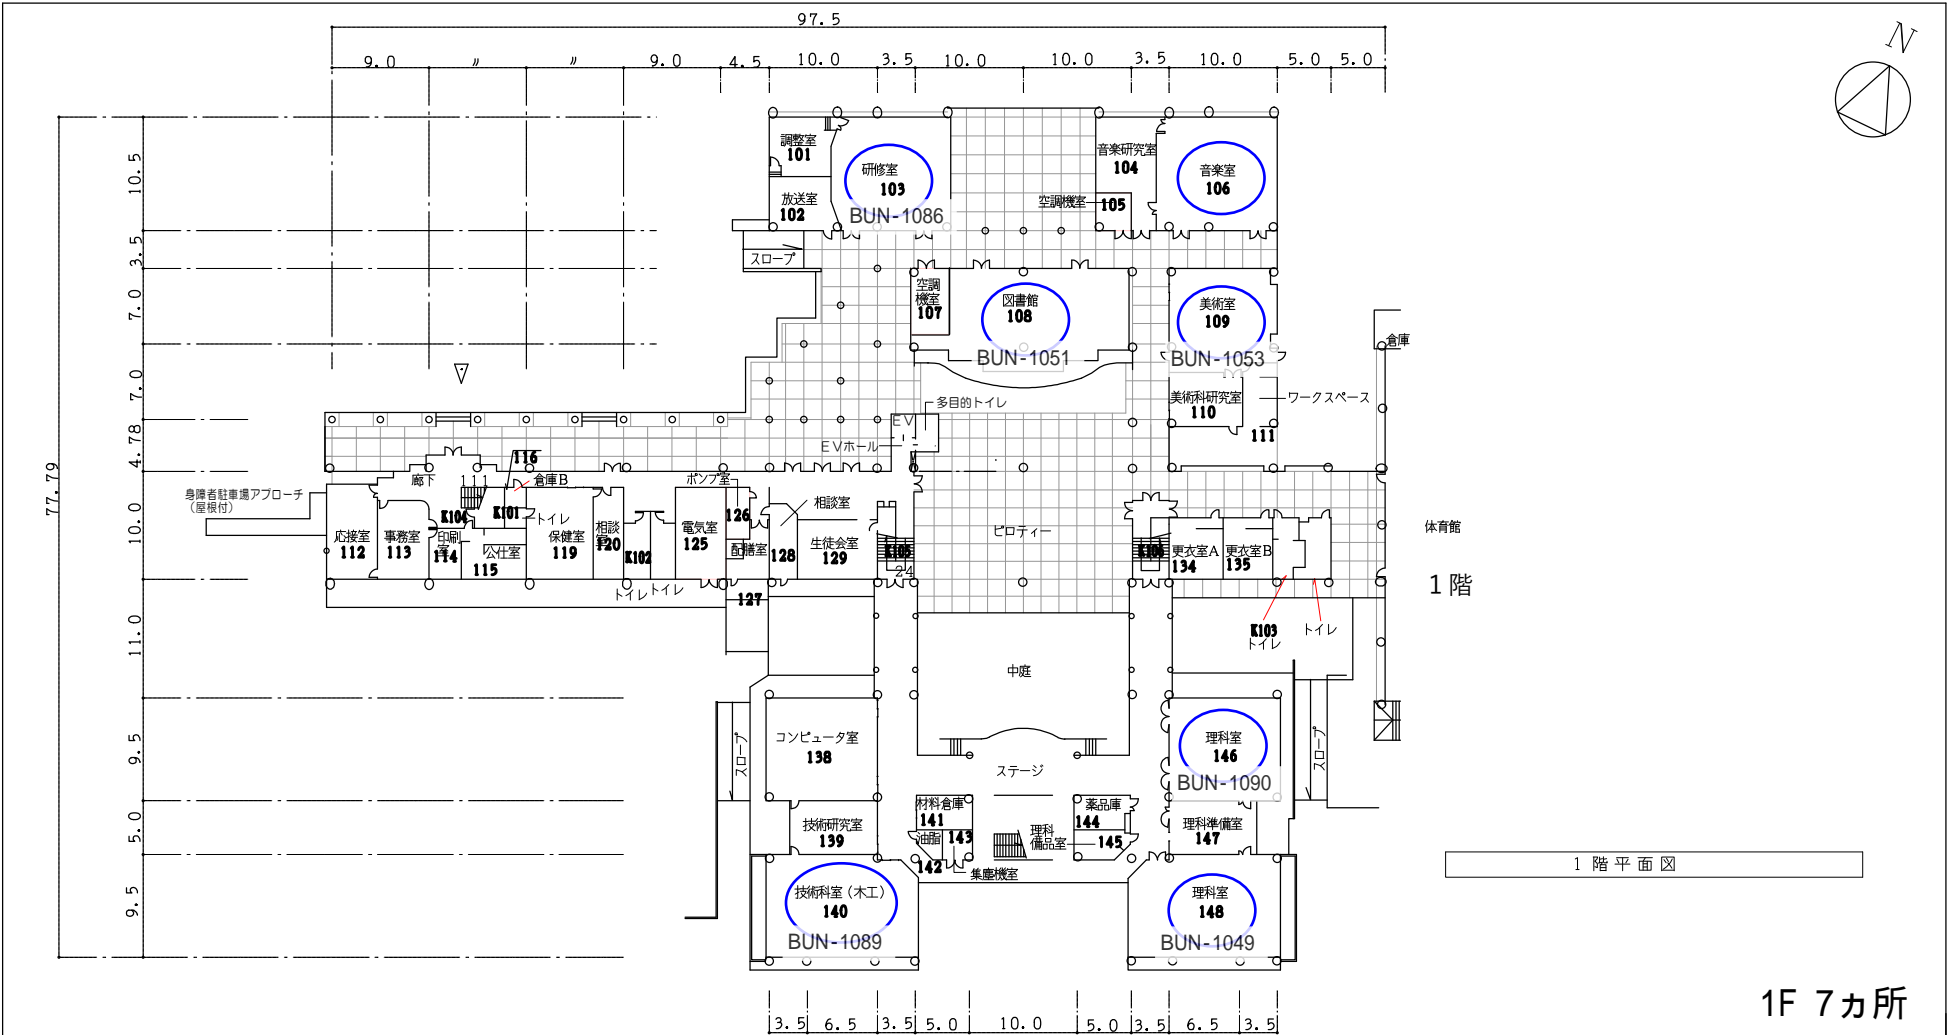 97.5
9.0 〃 〃 9.0 4.5 10.0 3.5 10.0 10.0 3.5 10.0 5.0 5.0
N
77.79
10.5
3.5
7.0
7.0
4.78
10.0
11.0
9.5
5.0
9.5
調整室
101
放送室
102
研修室
103
BUN-1086
音楽研究室
104
空調機室
105
音楽室
106
スロープ
空調
機室
107
図書館
108
BUN-1051
美術室
109
BUN-1053
倉庫
美術科研究室
110
ワークスペース
111
多目的トイレ
EV
EVホール
身障者駐車場アプローチ
(屋根付)
廊下
111
116
倉庫B
ポンプ室
相談室
K104
K101
トイレ
応接室
112
事務室
113
印刷
室
114
公仕室
115
保健室
119
相談
120
K102
電気室
125
126
配膳室
128
生徒会室
129
K105
24
ピロティー
K106
更衣室A
134
更衣室B
135
体育館
1階
トイレ
トイレ
127
K103
トイレ
トイレ
中庭
コンピュータ室
138
スロープ
ステージ
理科室
146
BUN-1090
スロープ
技術研究室
139
材料倉庫
141
油脂
142
143
集塵機室
理科
備品室
薬品庫
144
145
理科準備室
147
技術科室(木工)
140
BUN-1089
理科室
148
BUN-1049
1階平面図
1F 7ヵ所
3.5 6.5 3.5 5.0 10.0 5.0 3.5 6.5 3.5